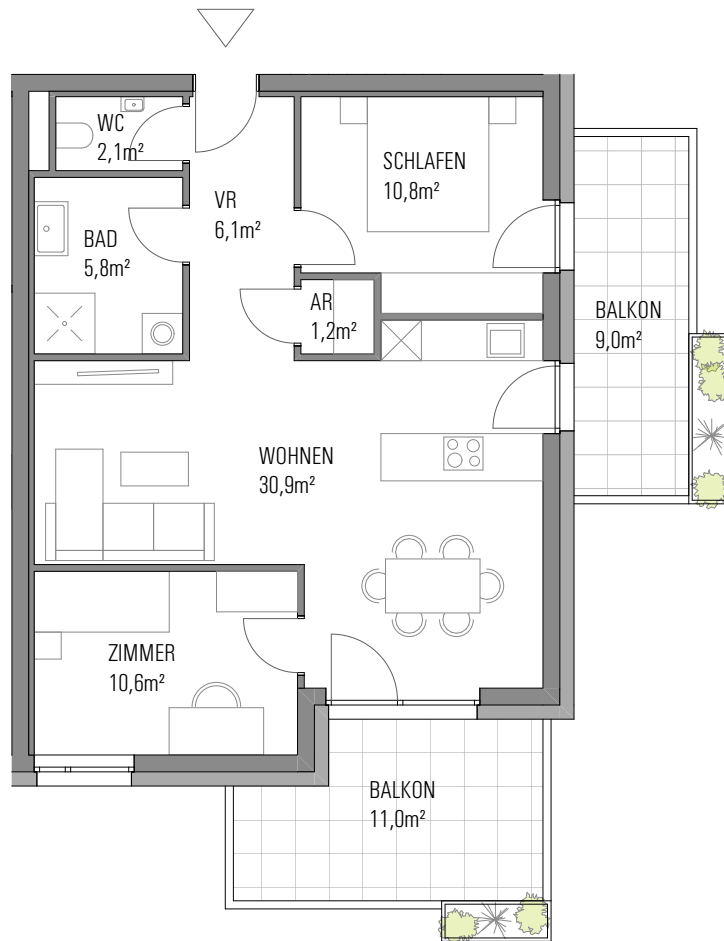 WC
2,1m²
SCHLAFEN
10,8m²
VR
6,1m²
BAD
5,8m²
AR
1,2m²
BALKON
9,0m²
WOHNEN
30,9m²
ZIMMER
10,6m²
BALKON
11,0m²